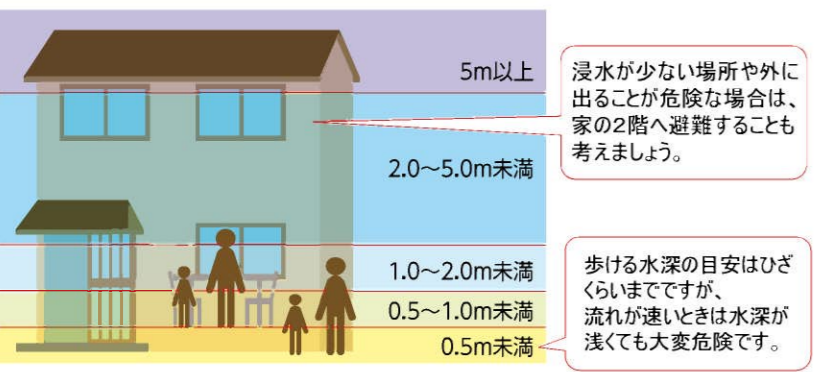 5m以上
2.0～5.0m未満
1.0～2.0m未満
0.5～1.0m未満
0.5m未満
浸水が少ない場所や外に
出ることが危険な場合は、
家の2階へ避難することも
考えましょう。
歩ける水深の目安はひざ
くらいまでですが、
流れが速いときは水深が
浅くても大変危険です。